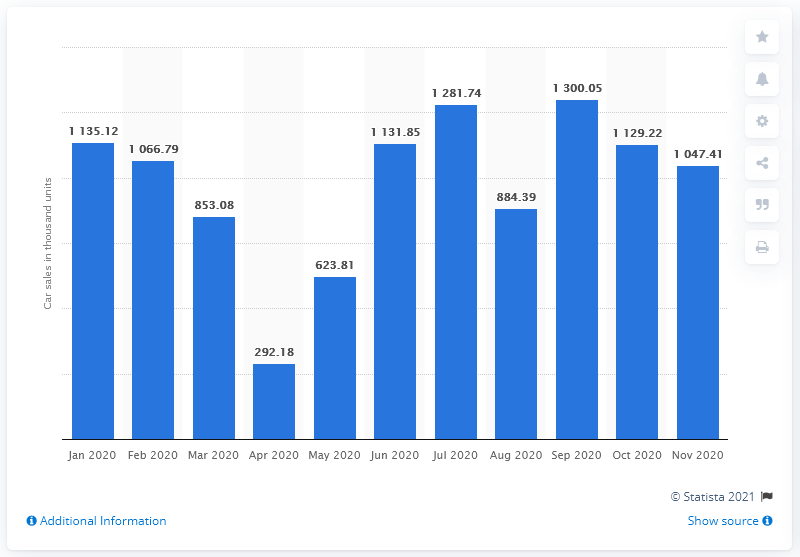 Car sales in thousand units
1 135.12
1 066.79
853.08
292.18
623.81
1 131.85
1 281.74
884.39
1 300.05
1 129.22
1 047.41
Jan 2020 Feb 2020 Mar 2020 Apr 2020 May 2020 Jun 2020 Jul 2020 Aug 2020 Sep 2020 Oct 2020 Nov 2020
© Statista 2021
Additional Information
Show source